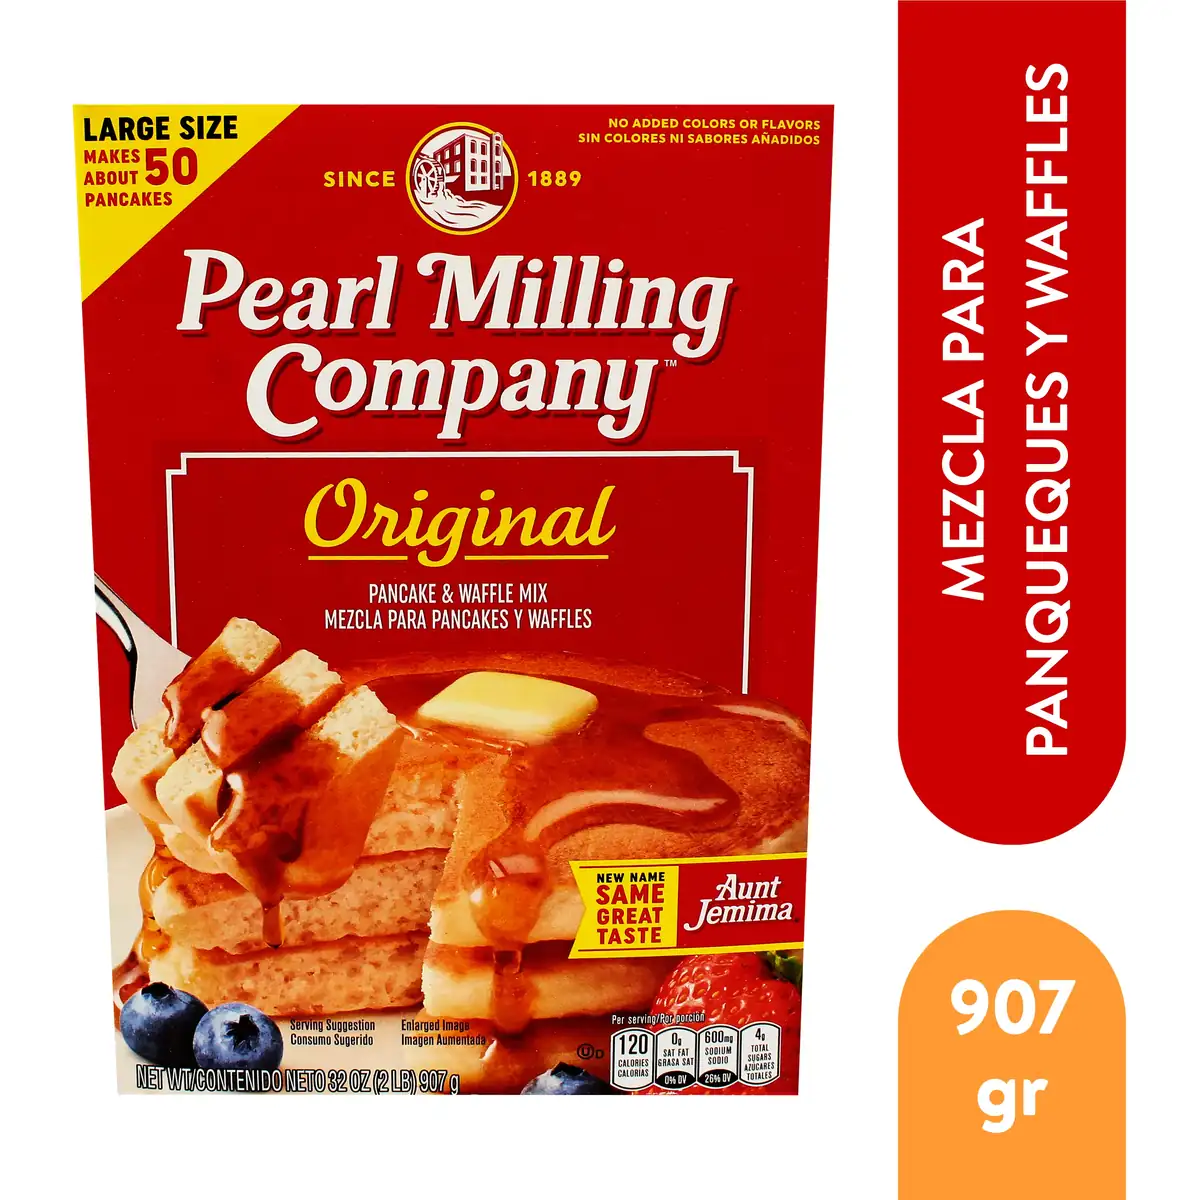 LARGE SIZE
MAKES
ABOUT 50
PANCAKES
NO ADDED COLORS OR FLAVORS
SIN COLORES NI SABORES AÑADIDOS
SINCE 1889
Pearl Milling
Company™
Original
PANCAKE & WAFFLE MIX
MEZCLA PARA PANCAKES Y WAFFLES
NEW NAME
SAME
GREAT
TASTE
Aunt
Jemima
Serving Suggestion
Consumo Sugerido
Enlarged Image
Imagen Aumentada
NET WT/CONTENIDO NETO 32 OZ (2 LB) 907 g
U D
Per serving/Por porción
120
CALORIES
CALORÍAS
0g
SAT FAT
GRASA SAT
0% DV
600mg
SODIUM
SODIO
26% DV
4g
TOTAL
SUGARS
AZÚCARES
TOTALES
MEZCLA PARA
PANQUEQUES Y WAFFLES
907
gr